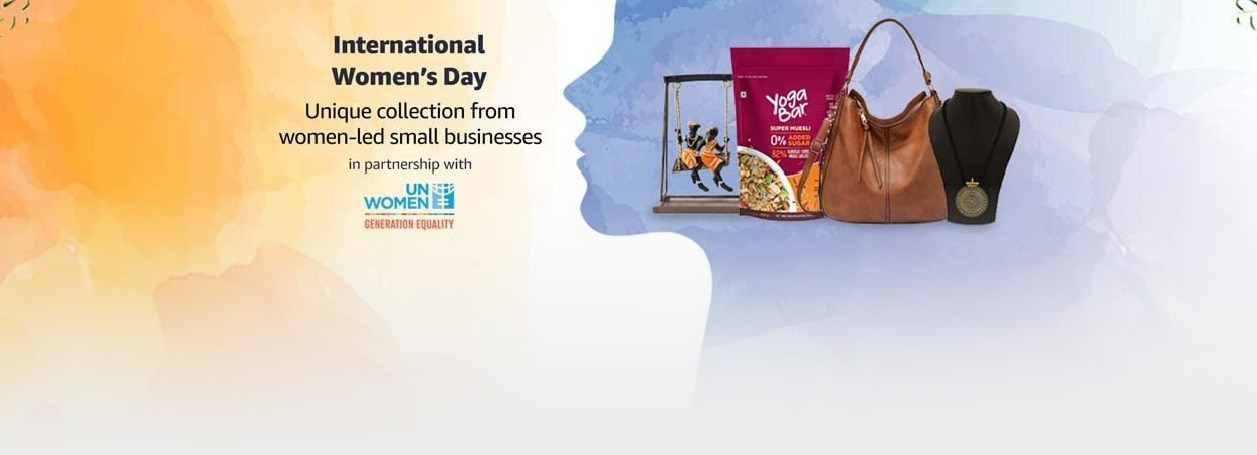 International
Women's Day
Unique collection from
women-led small businesses
in partnership with
UN
WOMEN
GENERATION EQUALITY
Yoga
Bar
SUPER MUESLI
0% ADDED
SUGAR